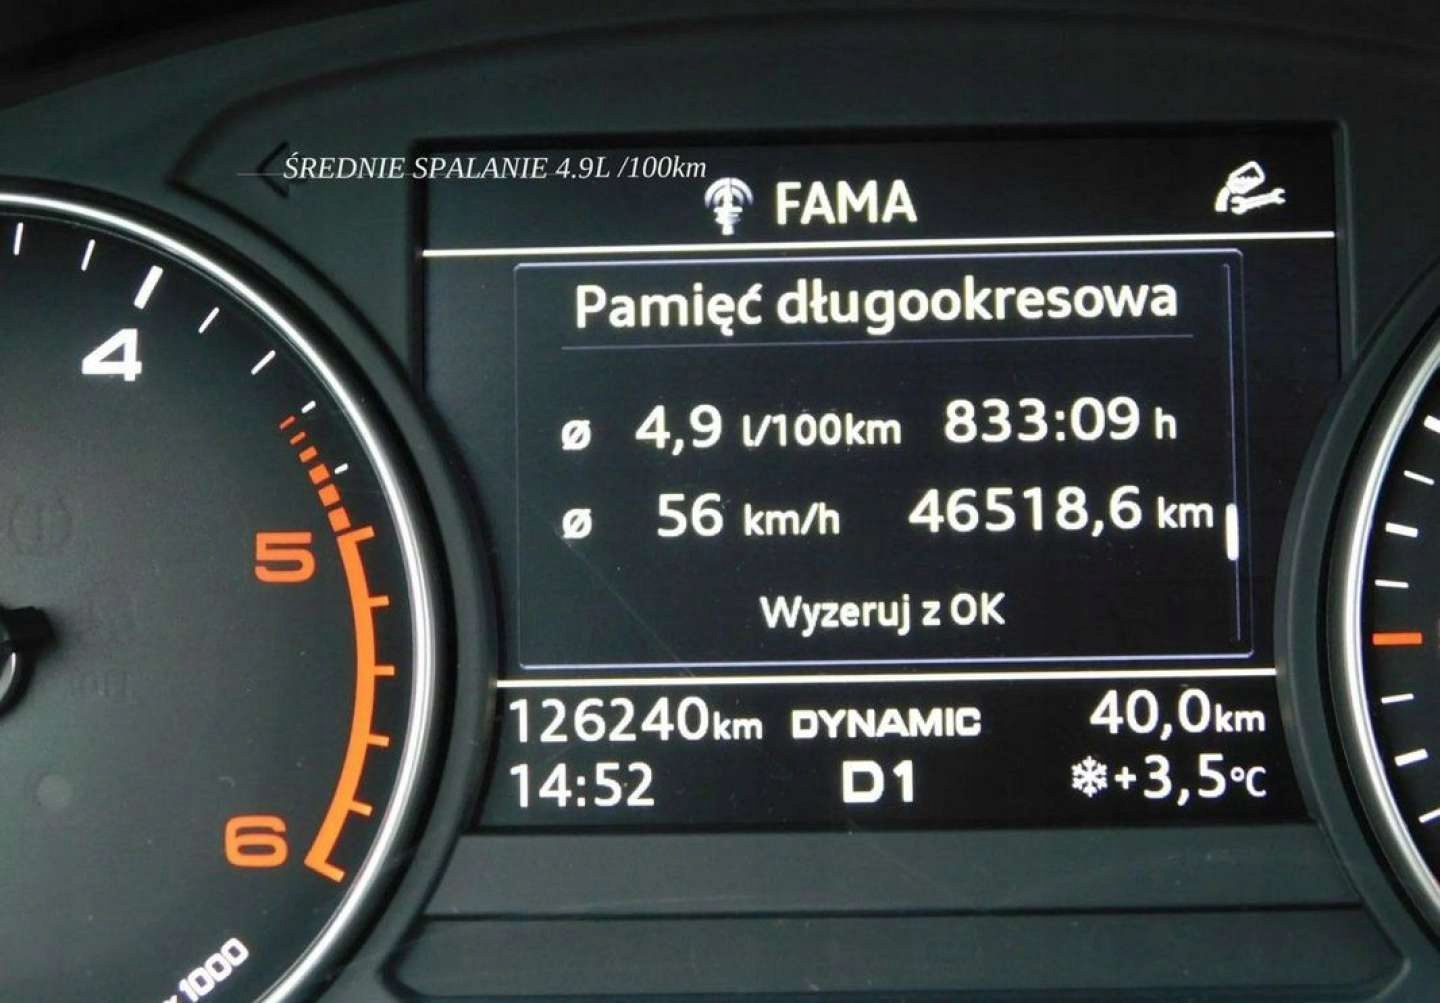 ŚREDNIE SPALANIE 4.9L /100km
FAMA
Pamięć długookresowa
ø 4,9 l/100km 833:09 h
ø 56 km/h 46518,6 km
Wyzeruj z OK
126240km DYNAMIC 40,0km
14:52 D1 +3,5°C
4
5
6
1000